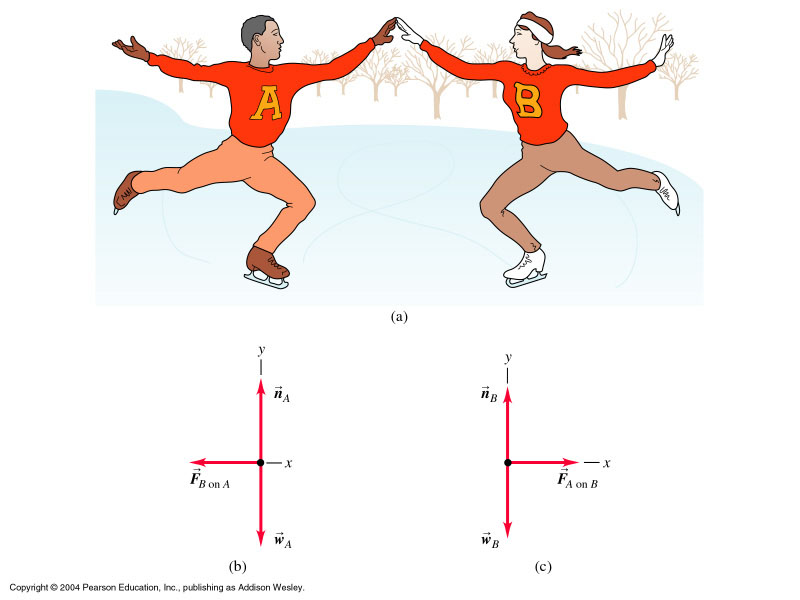 A
B
(a)
y
n⃗A
x
F⃗B on A
w⃗A
(b)
y
n⃗B
x
F⃗A on B
w⃗B
(c)
Copyright © 2004 Pearson Education, Inc., publishing as Addison Wesley.